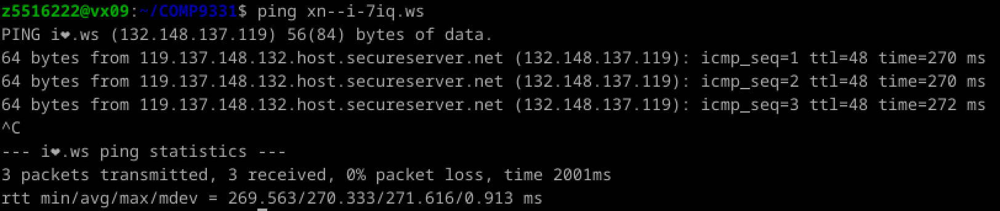 z5516222@vx09:~/COMP9331$ ping xn--i-7iq.ws
PING i❤.ws (132.148.137.119) 56(84) bytes of data.
64 bytes from 119.137.148.132.host.secureserver.net (132.148.137.119): icmp_seq=1 ttl=48 time=270 ms
64 bytes from 119.137.148.132.host.secureserver.net (132.148.137.119): icmp_seq=2 ttl=48 time=270 ms
64 bytes from 119.137.148.132.host.secureserver.net (132.148.137.119): icmp_seq=3 ttl=48 time=272 ms
^C
--- i❤.ws ping statistics ---
3 packets transmitted, 3 received, 0% packet loss, time 2001ms
rtt min/avg/max/mdev = 269.563/270.333/271.616/0.913 ms